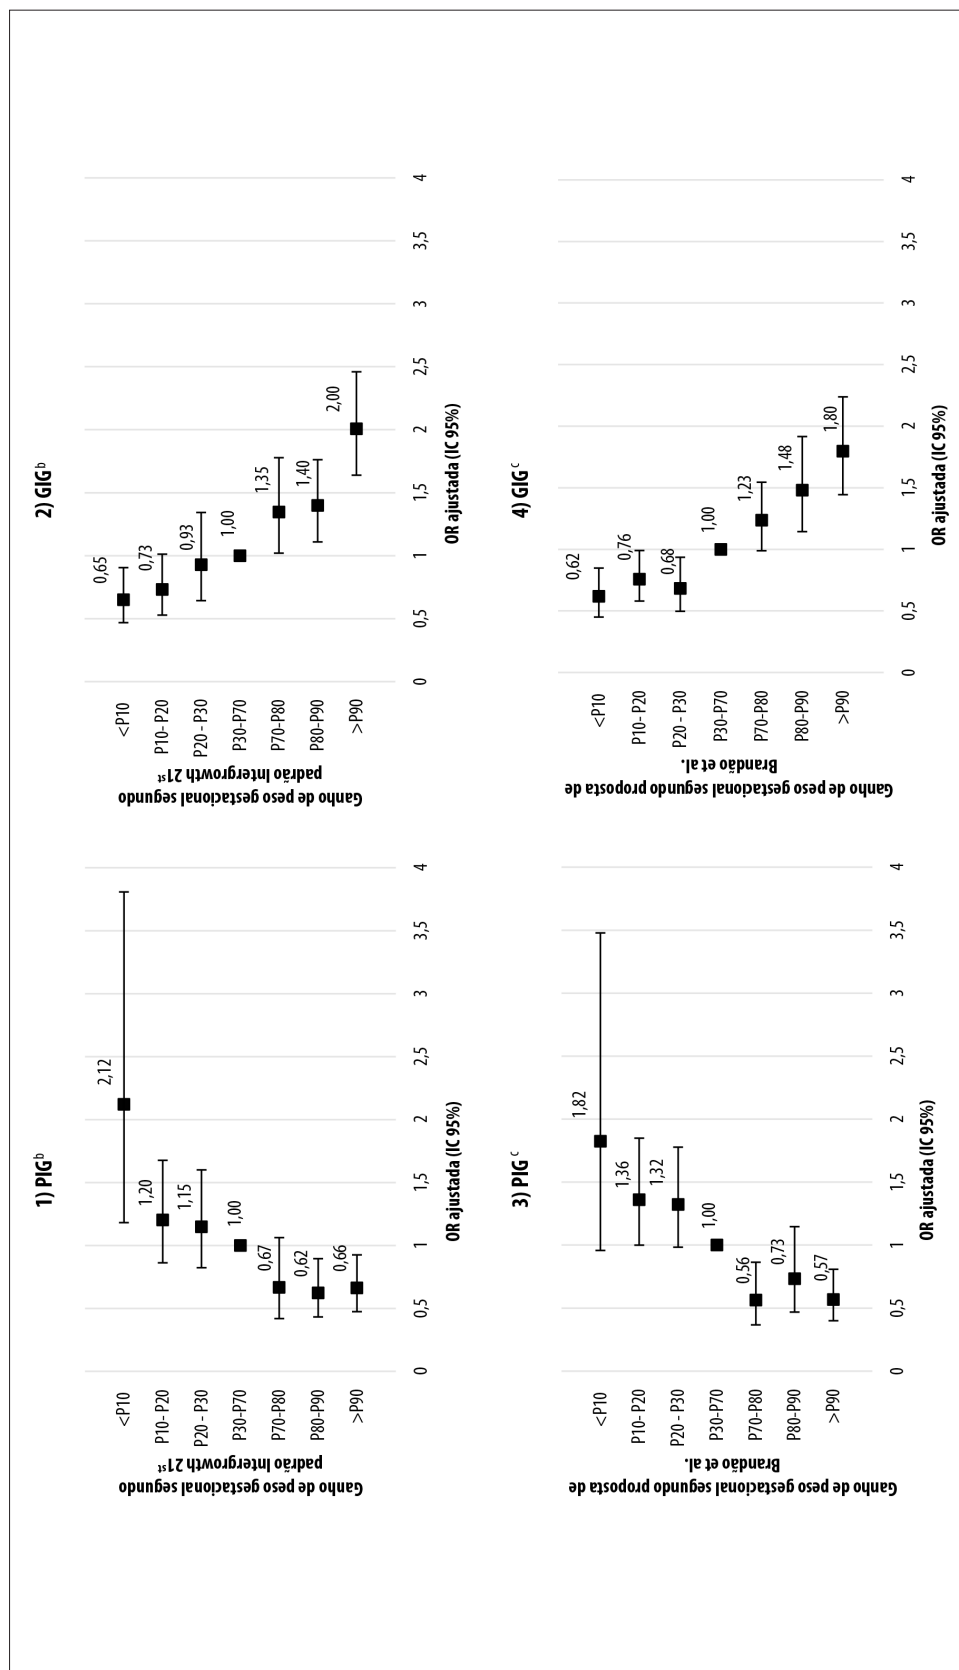 1) PIGᵇ
Ganho de peso gestacional segundo
padrão Intergrowth 21ˢᵗ
<P10
P10- P20
P20 - P30
P30-P70
P70-P80
P80-P90
>P90
2,12
1,20
1,15
1,00
0,67
0,62
0,66
0
0,5
1
1,5
2
2,5
3
3,5
4
OR ajustada (IC 95%)
2) GIGᵇ
Ganho de peso gestacional segundo
padrão Intergrowth 21ˢᵗ
<P10
P10- P20
P20 - P30
P30-P70
P70-P80
P80-P90
>P90
0,65
0,73
0,93
1,00
1,35
1,40
2,00
0
0,5
1
1,5
2
2,5
3
3,5
4
OR ajustada (IC 95%)
3) PIG ᶜ
Ganho de peso gestacional segundo proposta de
Brandão et al.
<P10
P10- P20
P20 - P30
P30-P70
P70-P80
P80-P90
>P90
1,82
1,36
1,32
1,00
0,56
0,73
0,57
0
0,5
1
1,5
2
2,5
3
3,5
4
OR ajustada (IC 95%)
4) GIG ᶜ
Ganho de peso gestacional segundo proposta de
Brandão et al.
<P10
P10- P20
P20 - P30
P30-P70
P70-P80
P80-P90
>P90
0,62
0,76
0,68
1,00
1,23
1,48
1,80
0
0,5
1
1,5
2
2,5
3
3,5
4
OR ajustada (IC 95%)